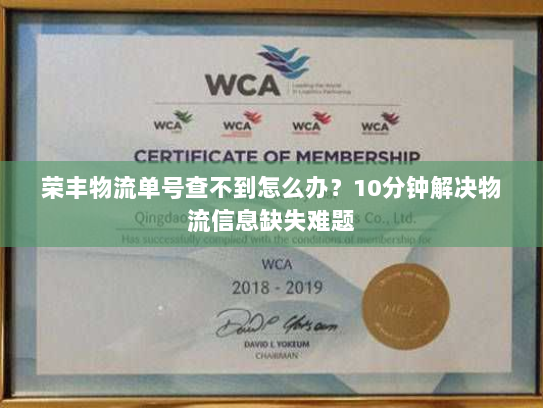 WCA
Leading the World
in Logistics Partnering
WCA WCA WCA WCA
CERTIFICATE OF MEMBERSHIP
荣丰物流单号查不到怎么办？10分钟解决物
流信息缺失难题
Qingdao Co., Ltd.
Has successfully complied with the conditions of membership for
WCA
2018 - 2019
DAVID L YOKEUM
CHAIRMAN